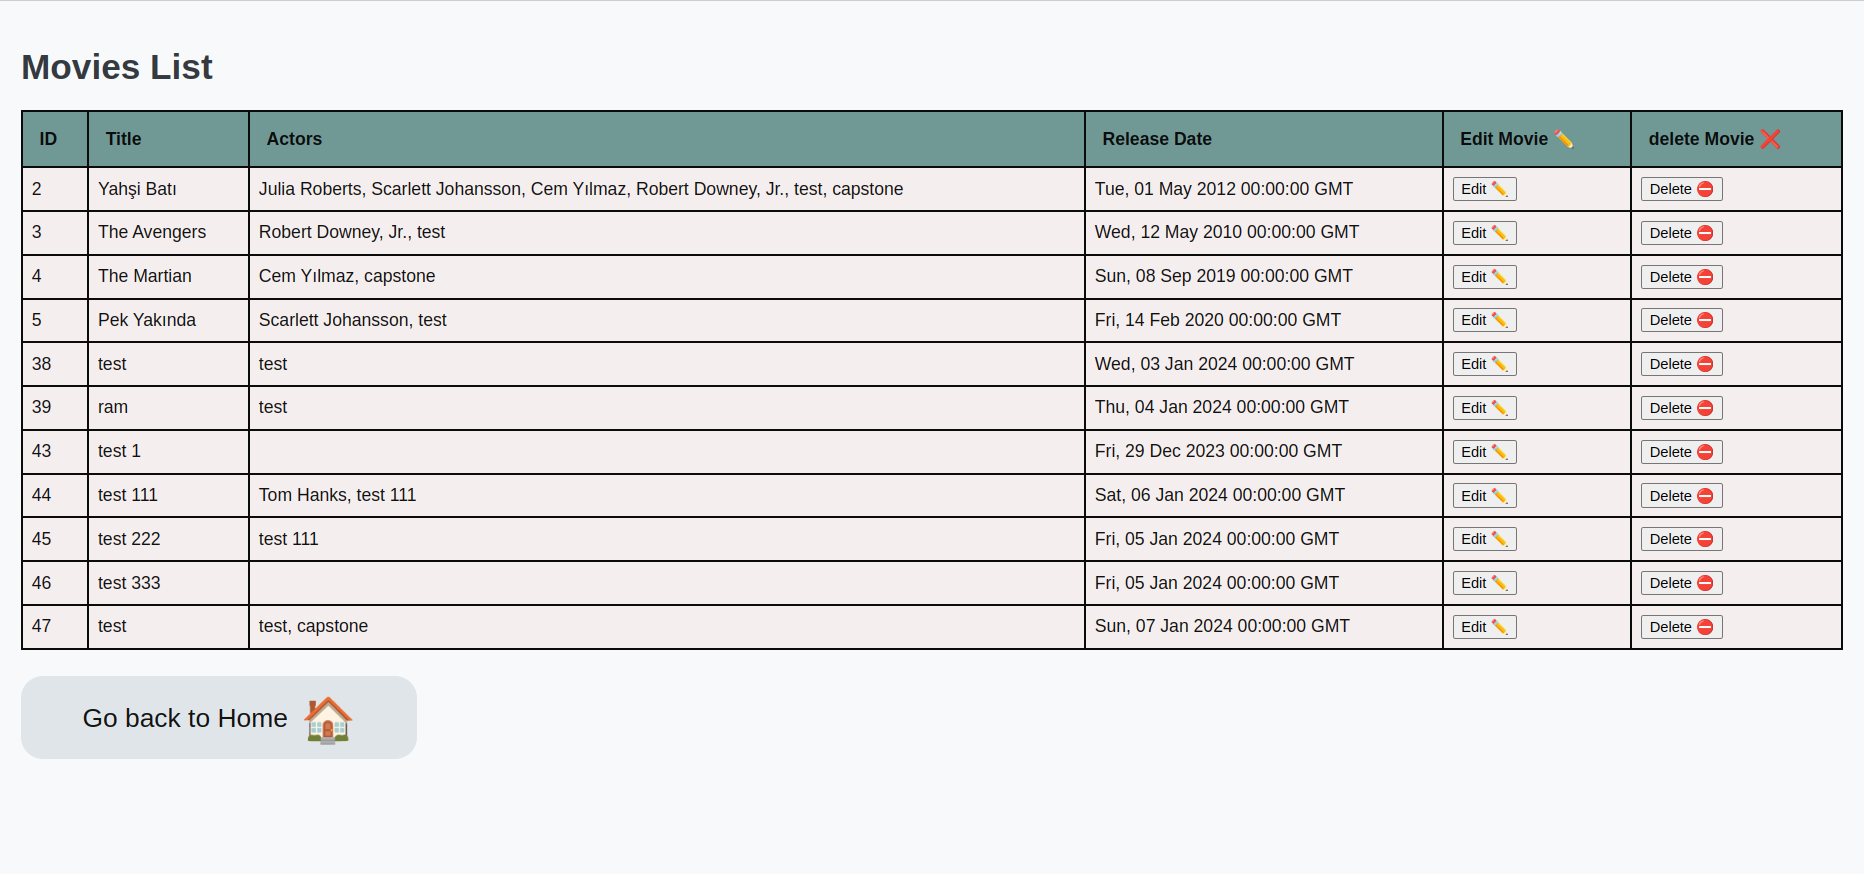 Movies List
ID Title Actors Release Date Edit Movie ✏️ delete Movie ❌
2 Yahşi Batı Julia Roberts, Scarlett Johansson, Cem Yılmaz, Robert Downey, Jr., test, capstone Tue, 01 May 2012 00:00:00 GMT Edit ✏️ Delete ⛔
3 The Avengers Robert Downey, Jr., test Wed, 12 May 2010 00:00:00 GMT Edit ✏️ Delete ⛔
4 The Martian Cem Yılmaz, capstone Sun, 08 Sep 2019 00:00:00 GMT Edit ✏️ Delete ⛔
5 Pek Yakında Scarlett Johansson, test Fri, 14 Feb 2020 00:00:00 GMT Edit ✏️ Delete ⛔
38 test test Wed, 03 Jan 2024 00:00:00 GMT Edit ✏️ Delete ⛔
39 ram test Thu, 04 Jan 2024 00:00:00 GMT Edit ✏️ Delete ⛔
43 test 1 Fri, 29 Dec 2023 00:00:00 GMT Edit ✏️ Delete ⛔
44 test 111 Tom Hanks, test 111 Sat, 06 Jan 2024 00:00:00 GMT Edit ✏️ Delete ⛔
45 test 222 test 111 Fri, 05 Jan 2024 00:00:00 GMT Edit ✏️ Delete ⛔
46 test 333 Fri, 05 Jan 2024 00:00:00 GMT Edit ✏️ Delete ⛔
47 test test, capstone Sun, 07 Jan 2024 00:00:00 GMT Edit ✏️ Delete ⛔
Go back to Home 🏠